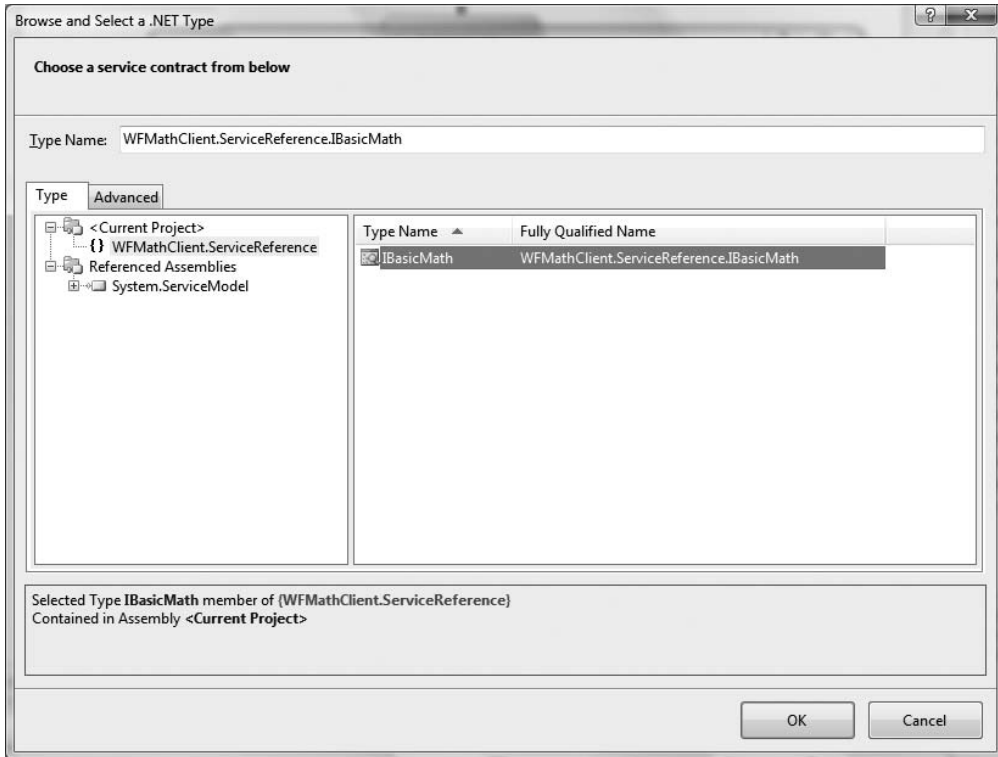 Browse and Select a .NET Type
?
X
Choose a service contract from below
Type Name: WFMathClient.ServiceReference.IBasicMath
Type Advanced
<Current Project>
{} WFMathClient.ServiceReference
Referenced Assemblies
System.ServiceModel
Type Name Fully Qualified Name
IBasicMath WFMathClient.ServiceReference.IBasicMath
Selected Type IBasicMath member of {WFMathClient.ServiceReference}
Contained in Assembly <Current Project>
OK Cancel